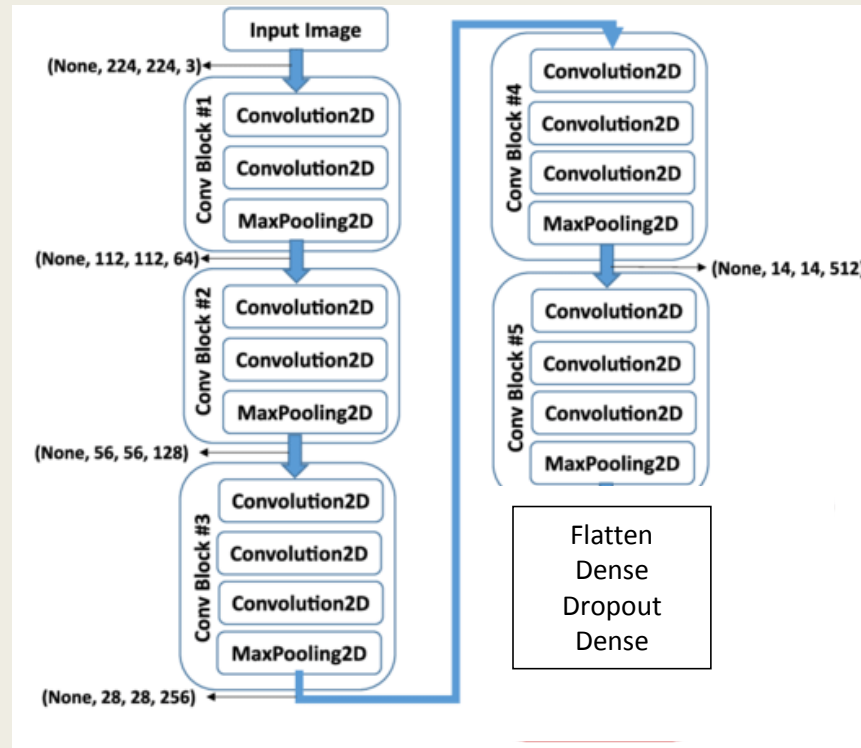 Input Image
(None, 224, 224, 3)
Conv Block #1
Convolution2D
Convolution2D
MaxPooling2D
(None, 112, 112, 64)
Conv Block #2
Convolution2D
Convolution2D
MaxPooling2D
(None, 56, 56, 128)
Conv Block #3
Convolution2D
Convolution2D
Convolution2D
MaxPooling2D
(None, 28, 28, 256)
Conv Block #4
Convolution2D
Convolution2D
Convolution2D
MaxPooling2D
(None, 14, 14, 512)
Conv Block #5
Convolution2D
Convolution2D
Convolution2D
MaxPooling2D
Flatten
Dense
Dropout
Dense